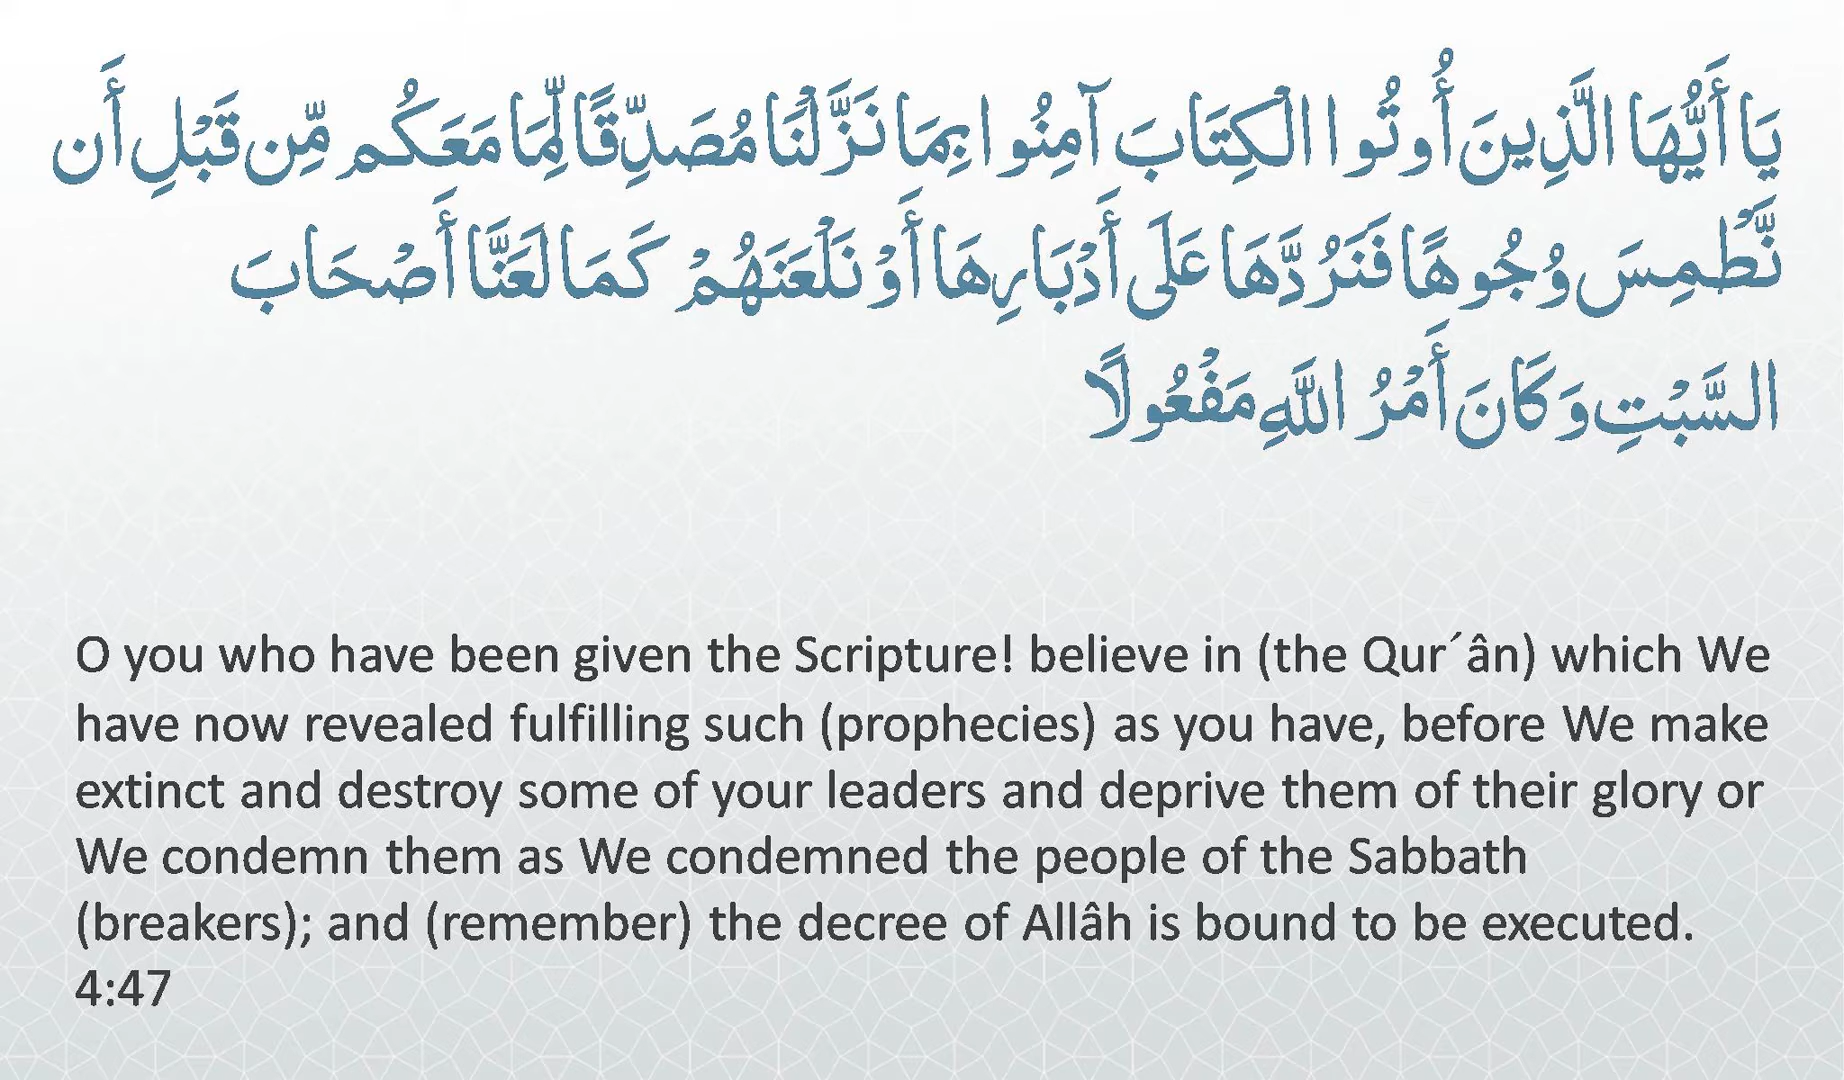 يَا أَيُّهَا الَّذِينَ أُوتُوا الْكِتَابَ آمِنُوا بِمَا نَزَّلْنَا مُصَدِّقًا لِّمَا مَعَكُم مِّن قَبْلِ أَن
نَّطْمِسَ وُجُوهًا فَنَرُدَّهَا عَلَى أَدْبَارِهَا أَوْ نَلْعَنَهُمْ كَمَا لَعَنَّا أَصْحَابَ
السَّبْتِ وَكَانَ أَمْرُ اللَّهِ مَفْعُولًا
O you who have been given the Scripture! believe in (the Qur´ân) which We
have now revealed fulfilling such (prophecies) as you have, before We make
extinct and destroy some of your leaders and deprive them of their glory or
We condemn them as We condemned the people of the Sabbath
(breakers); and (remember) the decree of Allâh is bound to be executed.
4:47